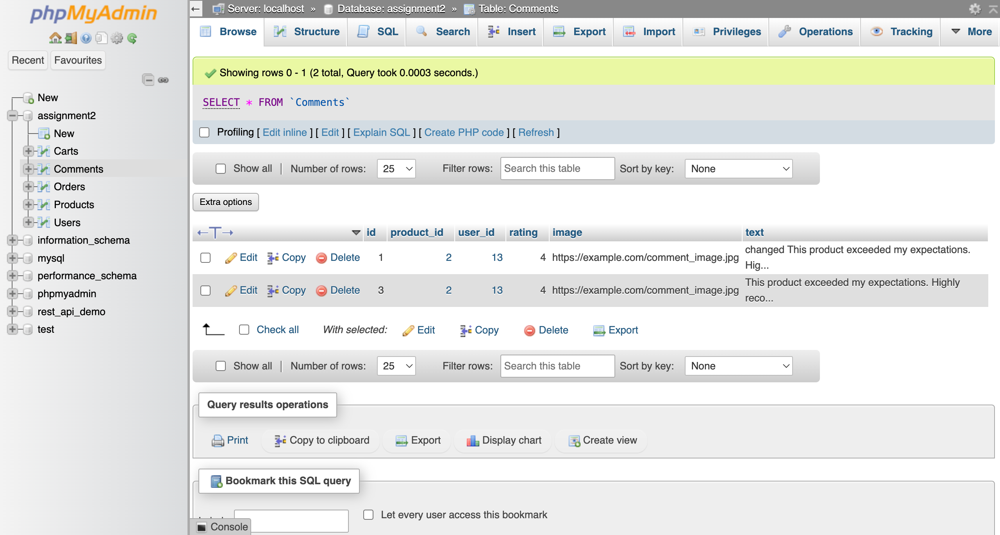 phpMyAdmin
Recent Favourites
New
assignment2
New
Carts
Comments
Orders
Products
Users
information_schema
mysql
performance_schema
phpmyadmin
rest_api_demo
test
Server: localhost » Database: assignment2 » Table: Comments
Browse Structure SQL Search Insert Export Import Privileges Operations Tracking More
Showing rows 0 - 1 (2 total, Query took 0.0003 seconds.)
SELECT * FROM `Comments`
Profiling [ Edit inline ] [ Edit ] [ Explain SQL ] [ Create PHP code ] [ Refresh ]
Show all | Number of rows: 25 Filter rows: Search this table Sort by key: None
Extra options
id product_id user_id rating image text
Edit Copy Delete 1 2 13 4 https://example.com/comment_image.jpg changed This product exceeded my expectations.
Hig...
Edit Copy Delete 3 2 13 4 https://example.com/comment_image.jpg This product exceeded my expectations. Highly
reco...
Check all With selected: Edit Copy Delete Export
Show all | Number of rows: 25 Filter rows: Search this table Sort by key: None
Query results operations
Print Copy to clipboard Export Display chart Create view
Bookmark this SQL query
Let every user access this bookmark
Console